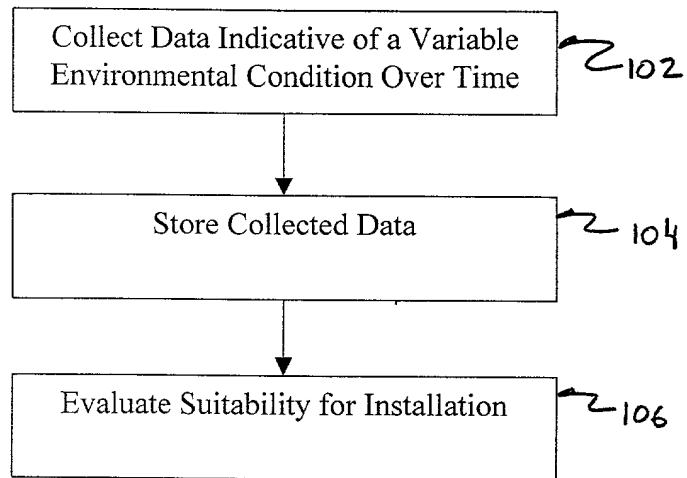 Collect Data Indicative of a Variable
Environmental Condition Over Time
102
Store Collected Data
104
Evaluate Suitability for Installation
106